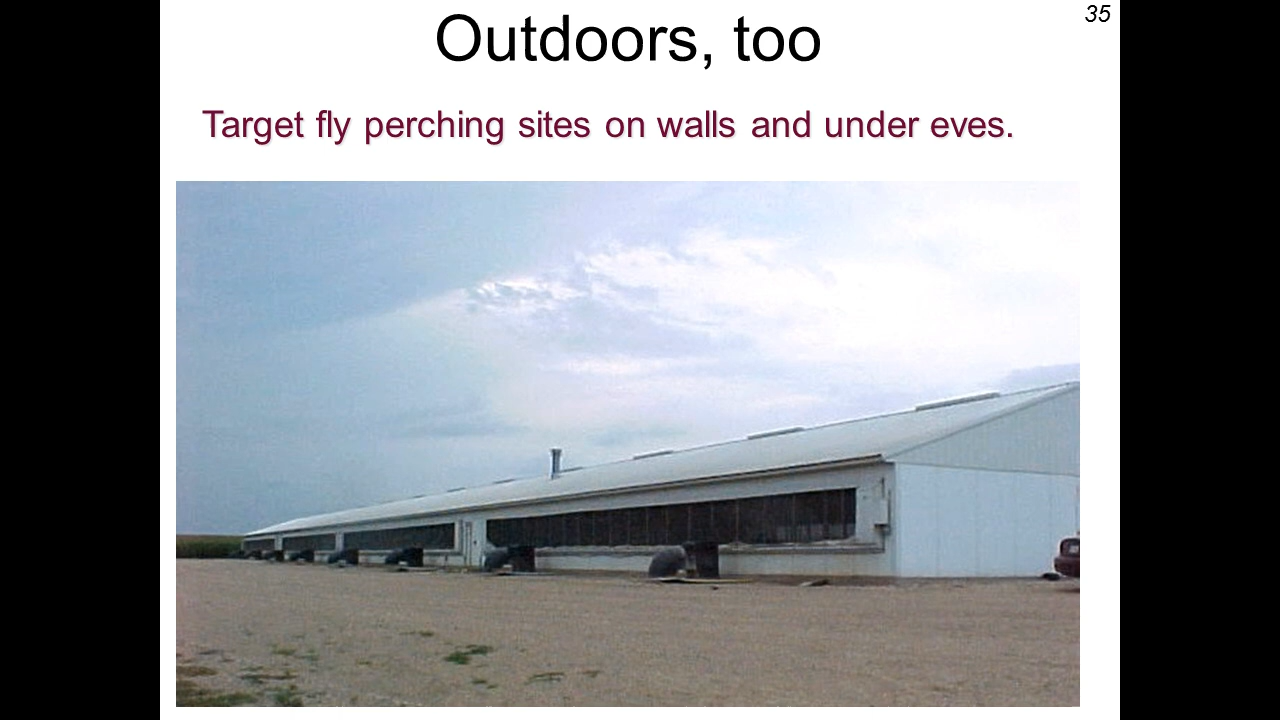 35
Outdoors, too
Target fly perching sites on walls and under eves.